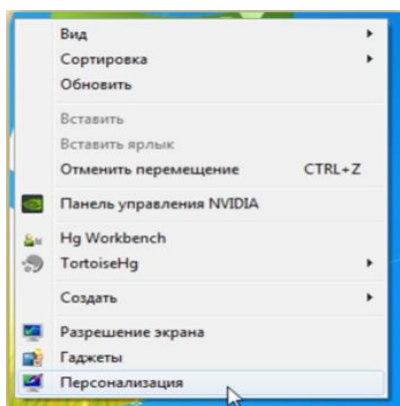 Вид
Сортировка
Обновить
Вставить
Вставить ярлык
Отменить перемещение CTRL+Z
Панель управления NVIDIA
Hg Workbench
TortoiseHg
Создать
Разрешение экрана
Гаджеты
Персонализация